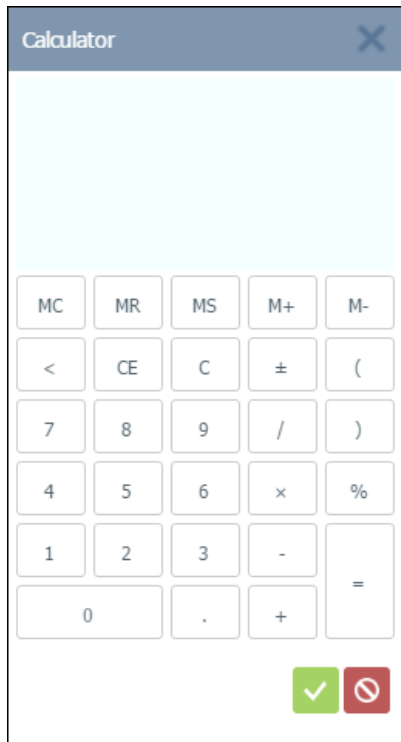 Calculator
MC MR MS M+ M-
< CE C ± (
7 8 9 / )
4 5 6 × %
1 2 3 - =
0 . +